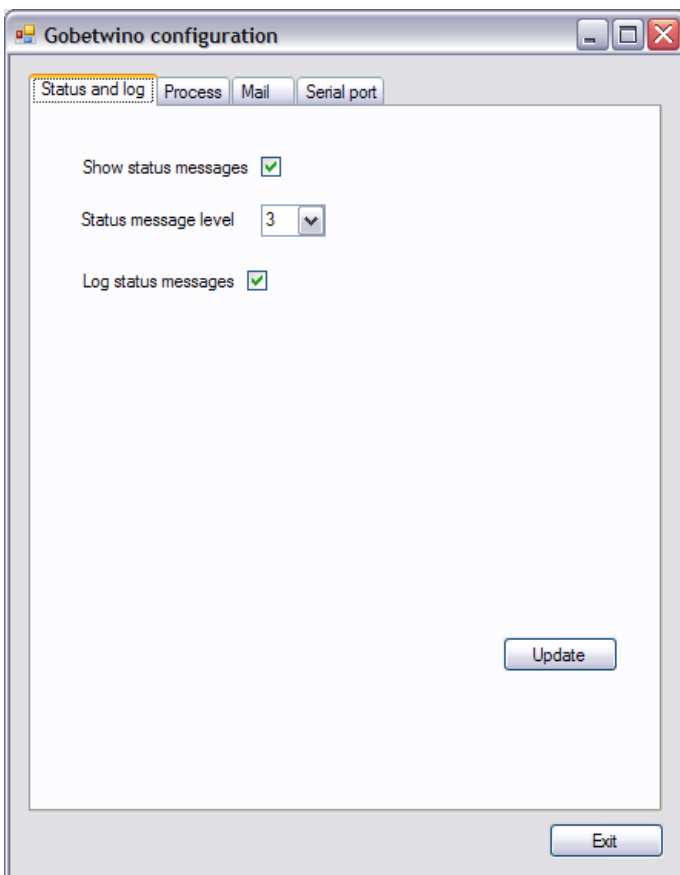 Gobetwino configuration
Status and log Process Mail Serial port
Show status messages
Status message level 3
Log status messages
Update
Exit